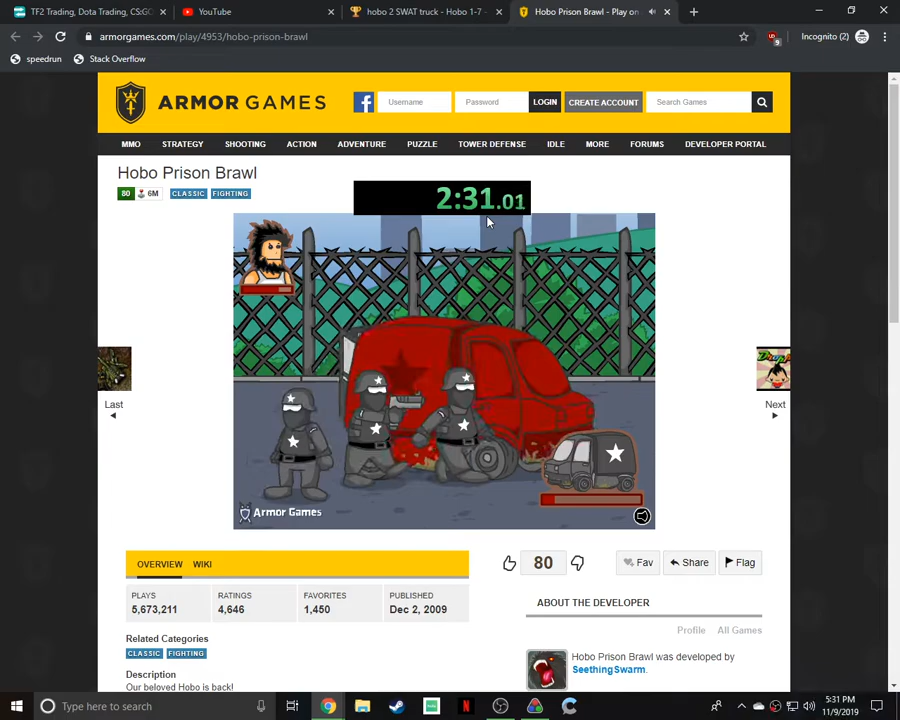 TF2 Trading, Dota Trading, CS:GO
YouTube
hobo 2 SWAT truck - Hobo 1-7 -
Hobo Prison Brawl - Play on
armorgames.com/play/4953/hobo-prison-brawl
9
Incognito (2)
speedrun
Stack Overflow
ARMOR GAMES
Username
Password
LOGIN
CREATE ACCOUNT
Search Games
MMO
STRATEGY
SHOOTING
ACTION
ADVENTURE
PUZZLE
TOWER DEFENSE
IDLE
MORE
FORUMS
DEVELOPER PORTAL
Hobo Prison Brawl
80
6M
CLASSIC
FIGHTING
2:31.01
Last
Next
Armor Games
OVERVIEW
WIKI
80
Fav
Share
Flag
PLAYS
5,673,211
RATINGS
4,646
FAVORITES
1,450
PUBLISHED
Dec 2, 2009
ABOUT THE DEVELOPER
Profile
All Games
Related Categories
CLASSIC
FIGHTING
Hobo Prison Brawl was developed by
SeethingSwarm.
Description
Our beloved Hobo is back!
Type here to search
5:31 PM
11/9/2019